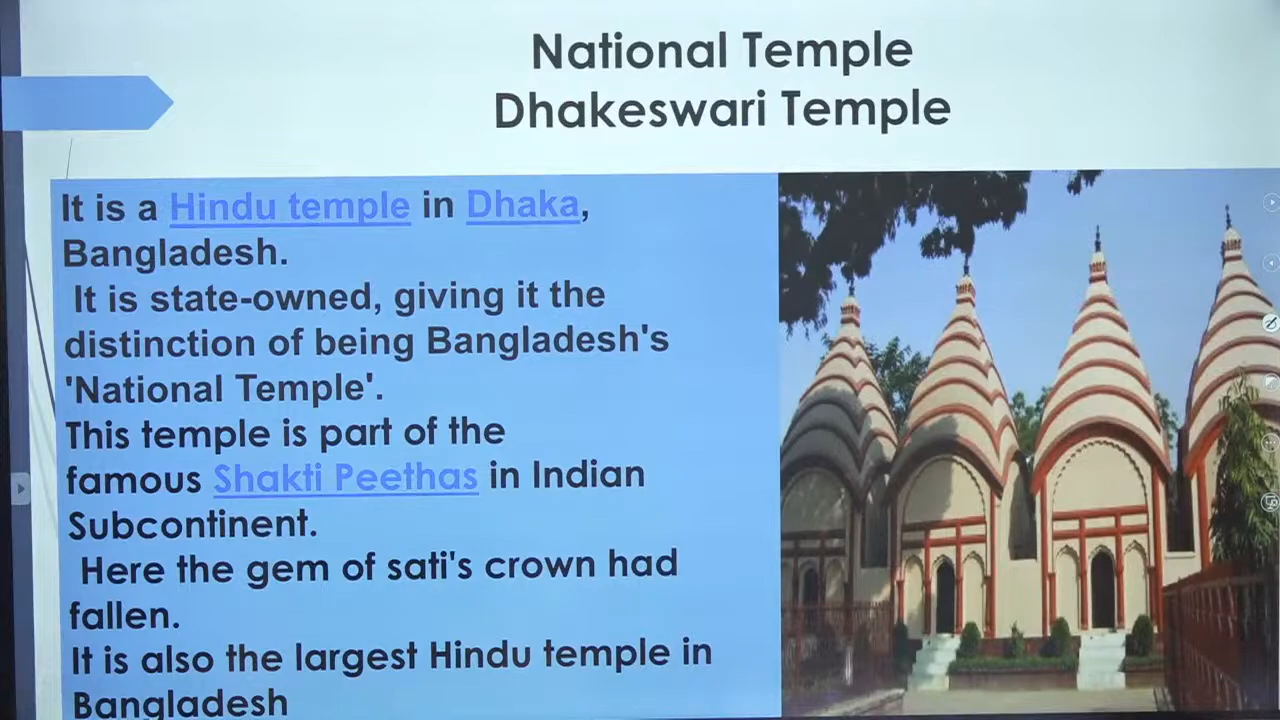 National Temple
Dhakeswari Temple
It is a Hindu temple in Dhaka,
Bangladesh.
It is state-owned, giving it the
distinction of being Bangladesh's
'National Temple'.
This temple is part of the
famous Shakti Peethas in Indian
Subcontinent.
Here the gem of sati's crown had
fallen.
It is also the largest Hindu temple in
Bangladesh